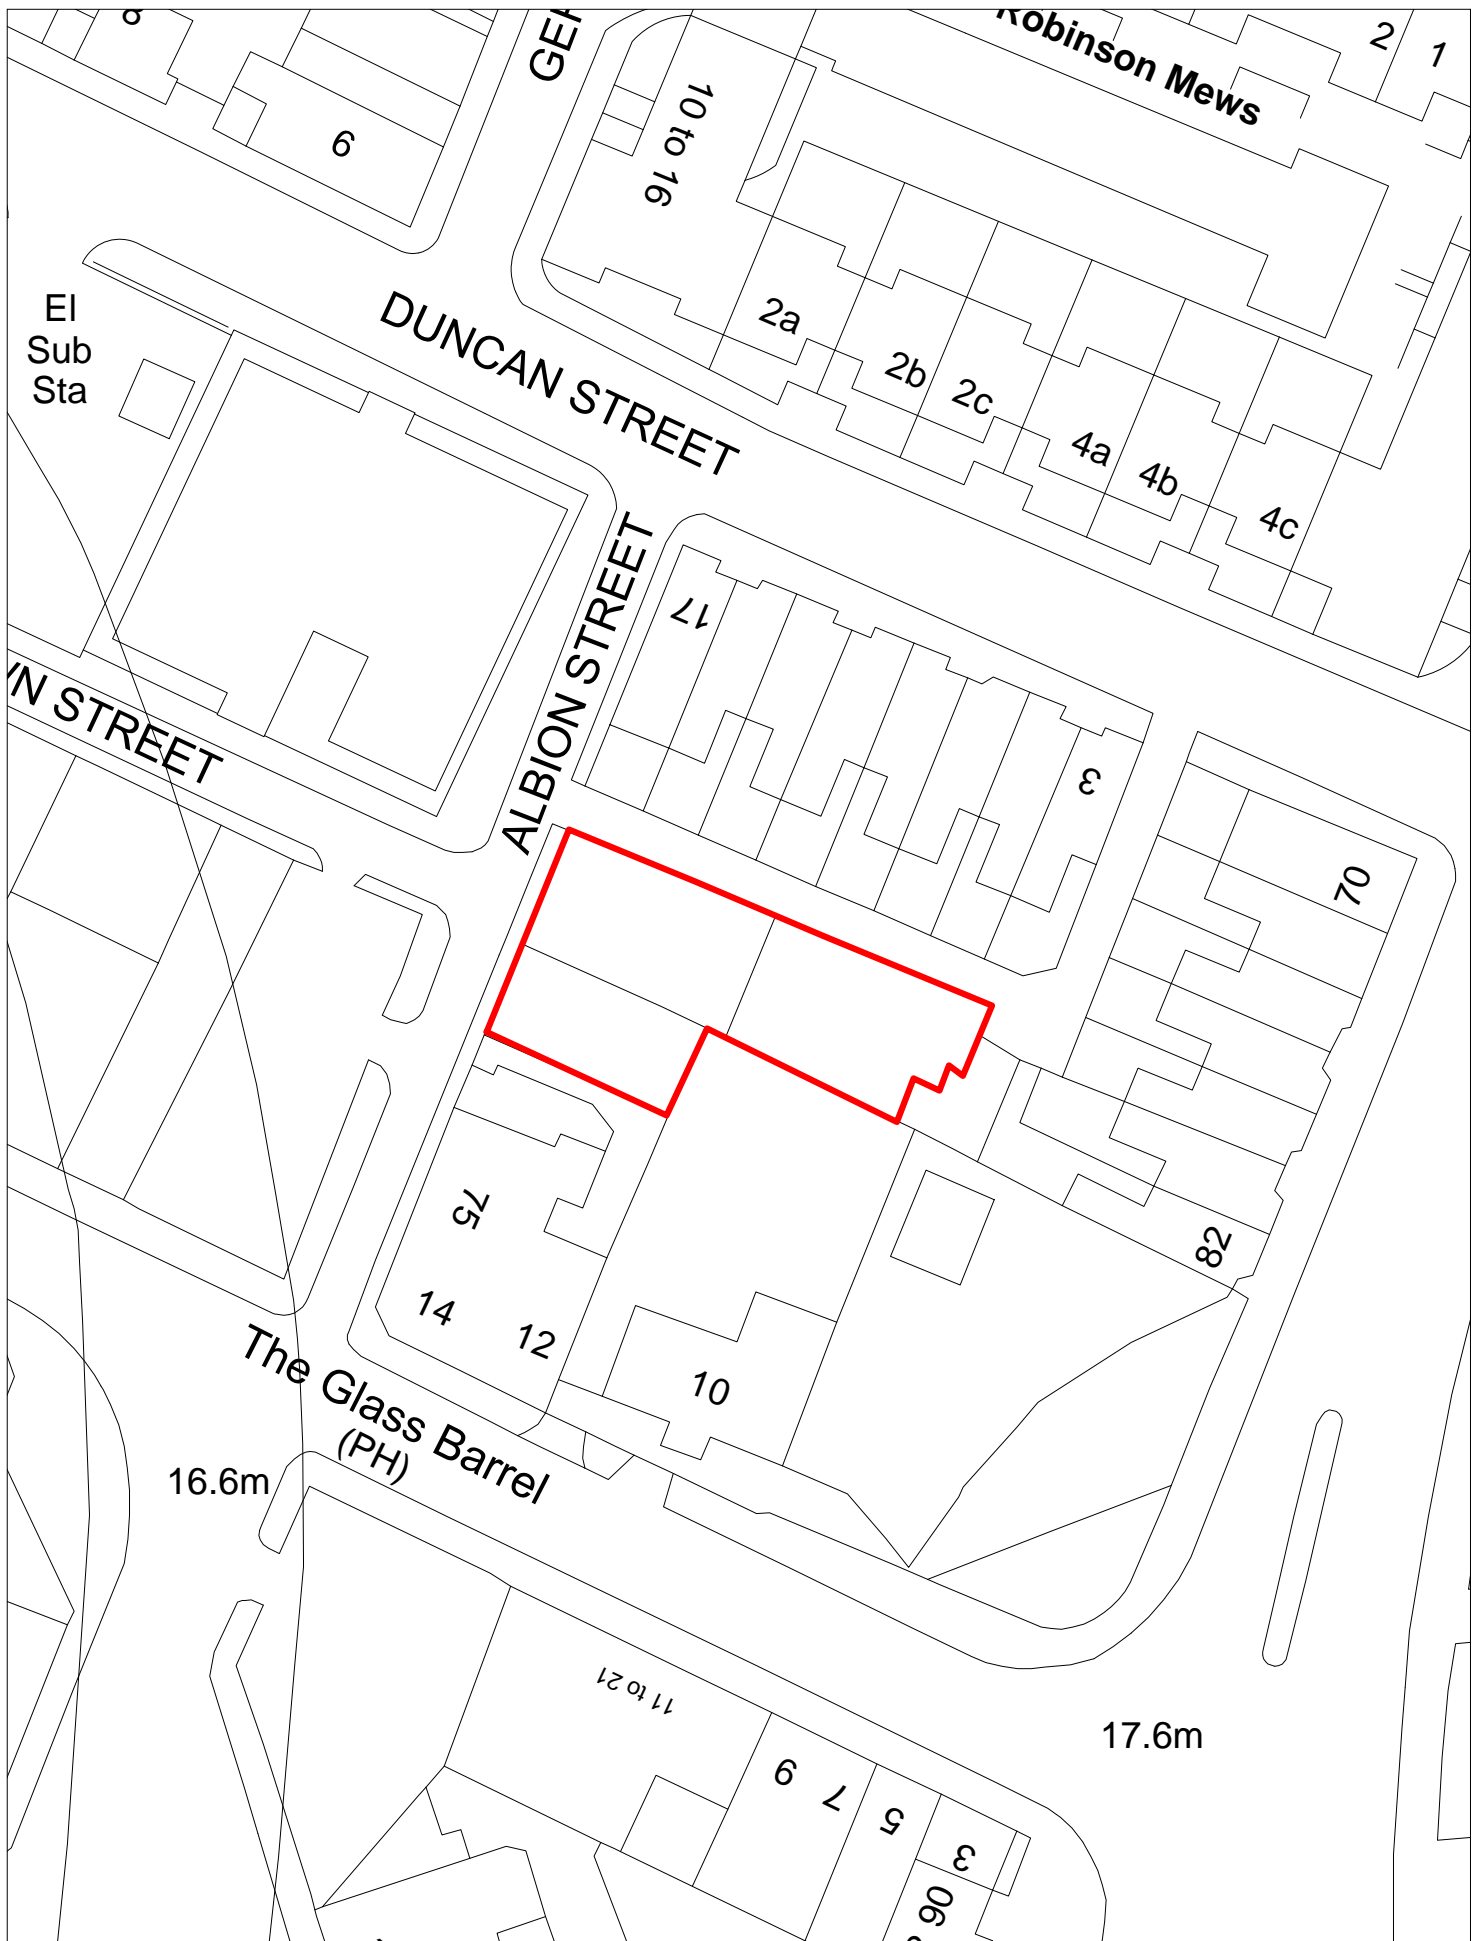 8
6
10 to 16
Robinson Mews
2
1
El
Sub
Sta
DUNCAN STREET
2a
2b
2c
4a
4b
4c
ALBION STREET
17
3
STREET
70
75
82
14
12
10
The Glass Barrel
(PH)
16.6m
11 to 21
17.6m
9
7
5
3
90